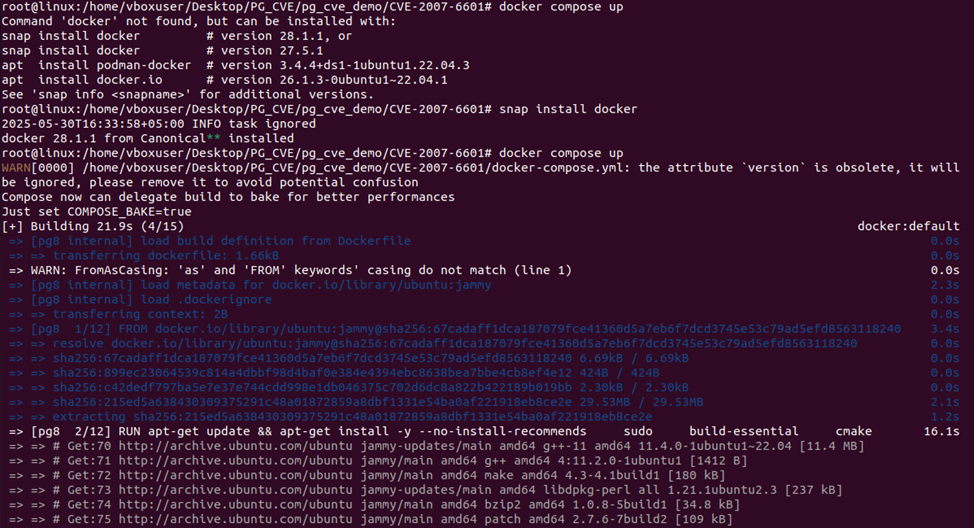 root@linux:/home/vboxuser/Desktop/PG_CVE/pg_cve_demo/CVE-2007-6601# docker compose up
Command 'docker' not found, but can be installed with:
snap install docker         # version 28.1.1, or
snap install docker         # version 27.5.1
apt  install podman-docker  # version 3.4.4+ds1-1ubuntu1.22.04.3
apt  install docker.io      # version 26.1.3-0ubuntu1~22.04.1
See 'snap info <snapname>' for additional versions.
root@linux:/home/vboxuser/Desktop/PG_CVE/pg_cve_demo/CVE-2007-6601# snap install docker
2025-05-30T16:33:58+05:00 INFO task ignored
docker 28.1.1 from Canonical** installed
root@linux:/home/vboxuser/Desktop/PG_CVE/pg_cve_demo/CVE-2007-6601# docker compose up
WARN[0000] /home/vboxuser/Desktop/PG_CVE/pg_cve_demo/CVE-2007-6601/docker-compose.yml: the attribute `version` is obsolete, it will
be ignored, please remove it to avoid potential confusion
Compose now can delegate build to bake for better performances
Just set COMPOSE_BAKE=true
[+] Building 21.9s (4/15) docker:default
=> [pg8 internal] load build definition from Dockerfile 0.0s
=> => transferring dockerfile: 1.66kB 0.0s
=> WARN: FromAsCasing: 'as' and 'FROM' keywords' casing do not match (line 1) 0.0s
=> [pg8 internal] load metadata for docker.io/library/ubuntu:jammy 2.3s
=> [pg8 internal] load .dockerignore 0.0s
=> => transferring context: 2B 0.0s
=> [pg8  1/12] FROM docker.io/library/ubuntu:jammy@sha256:67cadaff1dca187079fce41360d5a7eb6f7dcd3745e53c79ad5efd8563118240 3.4s
=> => resolve docker.io/library/ubuntu:jammy@sha256:67cadaff1dca187079fce41360d5a7eb6f7dcd3745e53c79ad5efd8563118240 0.0s
=> => sha256:67cadaff1dca187079fce41360d5a7eb6f7dcd3745e53c79ad5efd8563118240 6.69kB / 6.69kB 0.0s
=> => sha256:899ec23064539c814a4dbbf98d4baf0e384e4394ebc8638bea7bbe4cb8ef4e12 424B / 424B 0.0s
=> => sha256:c42dedf797ba5e7e37e744cdd998e1db046375c702d6dc8a822b422189b019bb 2.30kB / 2.30kB 0.0s
=> => sha256:215ed5a638430309375291c48a01872859a8dbf1331e54ba0af221918eb8ce2e 29.53MB / 29.53MB 2.1s
=> => extracting sha256:215ed5a638430309375291c48a01872859a8dbf1331e54ba0af221918eb8ce2e 1.2s
=> [pg8  2/12] RUN apt-get update && apt-get install -y --no-install-recommends     sudo     build-essential     cmake 16.1s
=> => # Get:70 http://archive.ubuntu.com/ubuntu jammy-updates/main amd64 g++-11 amd64 11.4.0-1ubuntu1~22.04 [11.4 MB]
=> => # Get:71 http://archive.ubuntu.com/ubuntu jammy/main amd64 g++ amd64 4:11.2.0-1ubuntu1 [1412 B]
=> => # Get:72 http://archive.ubuntu.com/ubuntu jammy/main amd64 make amd64 4.3-4.1build1 [180 kB]
=> => # Get:73 http://archive.ubuntu.com/ubuntu jammy-updates/main amd64 libdpkg-perl all 1.21.1ubuntu2.3 [237 kB]
=> => # Get:74 http://archive.ubuntu.com/ubuntu jammy/main amd64 bzip2 amd64 1.0.8-5build1 [34.8 kB]
=> => # Get:75 http://archive.ubuntu.com/ubuntu jammy/main amd64 patch amd64 2.7.6-7build2 [109 kB]